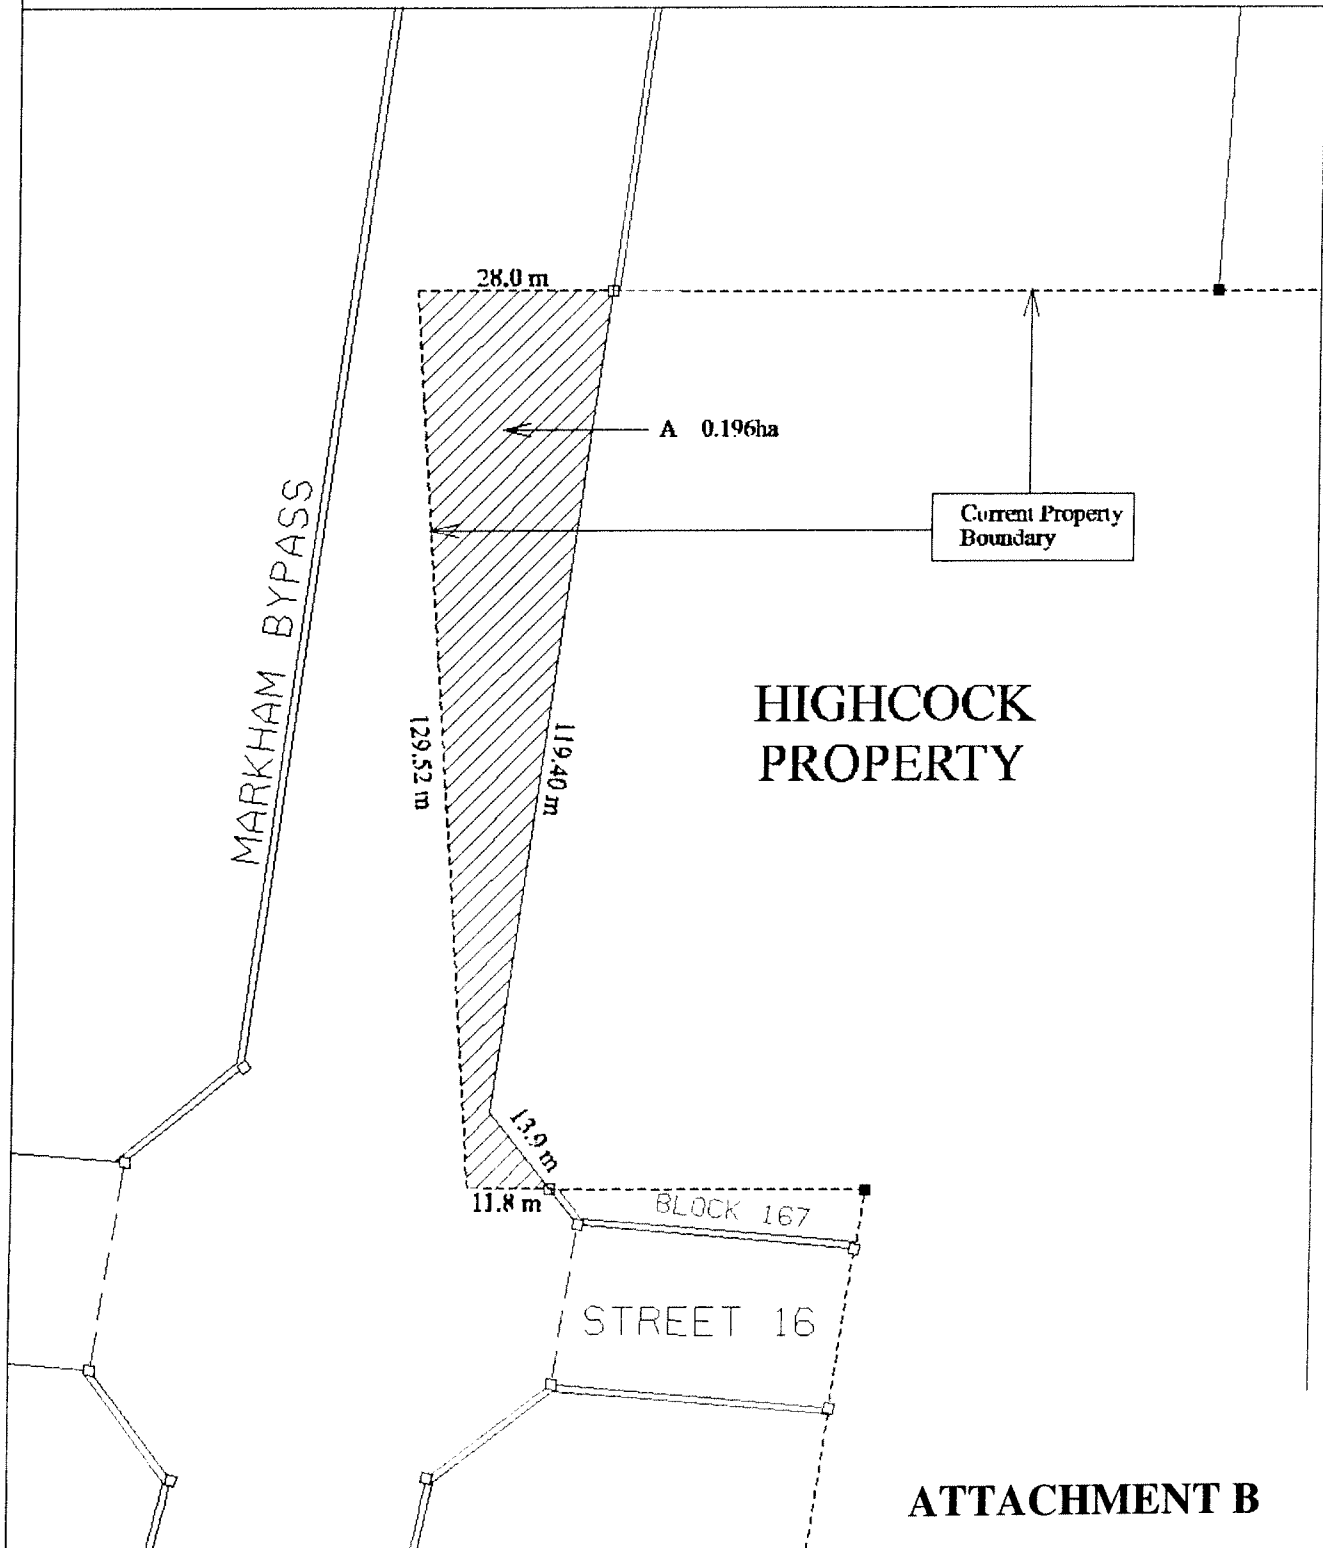 28.0 m
A 0.196ha
Current Property
Boundary
MARKHAM BYPASS
HIGHCOCK
PROPERTY
129.52 m
119.40 m
13.9 m
11.8 m
BLOCK 167
STREET 16
ATTACHMENT B